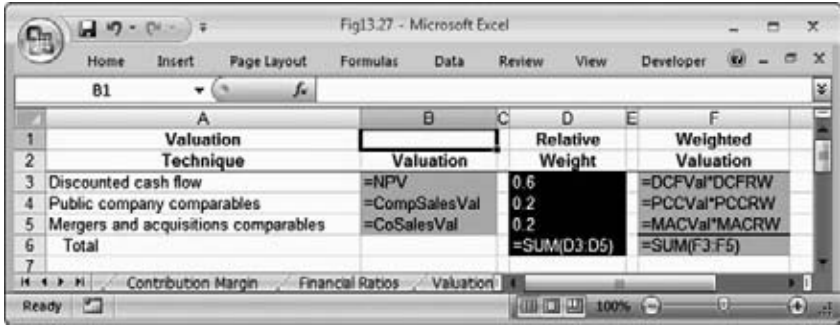 Fig13.27 - Microsoft Excel
Home Insert Page Layout Formulas Data Review View Developer
B1 fx
A B C D E F
1 Valuation Relative Weighted
2 Technique Valuation Weight Valuation
3 Discounted cash flow =NPV 0.6 =DCFVal*DCFRW
4 Public company comparables =CompSalesVal 0.2 =PCCVal*PCCRW
5 Mergers and acquisitions comparables =CoSalesVal 0.2 =MACVal*MACRW
6 Total =SUM(D3:D5) =SUM(F3:F5)
7
Contribution Margin Financial Ratios Valuation
Ready 100%